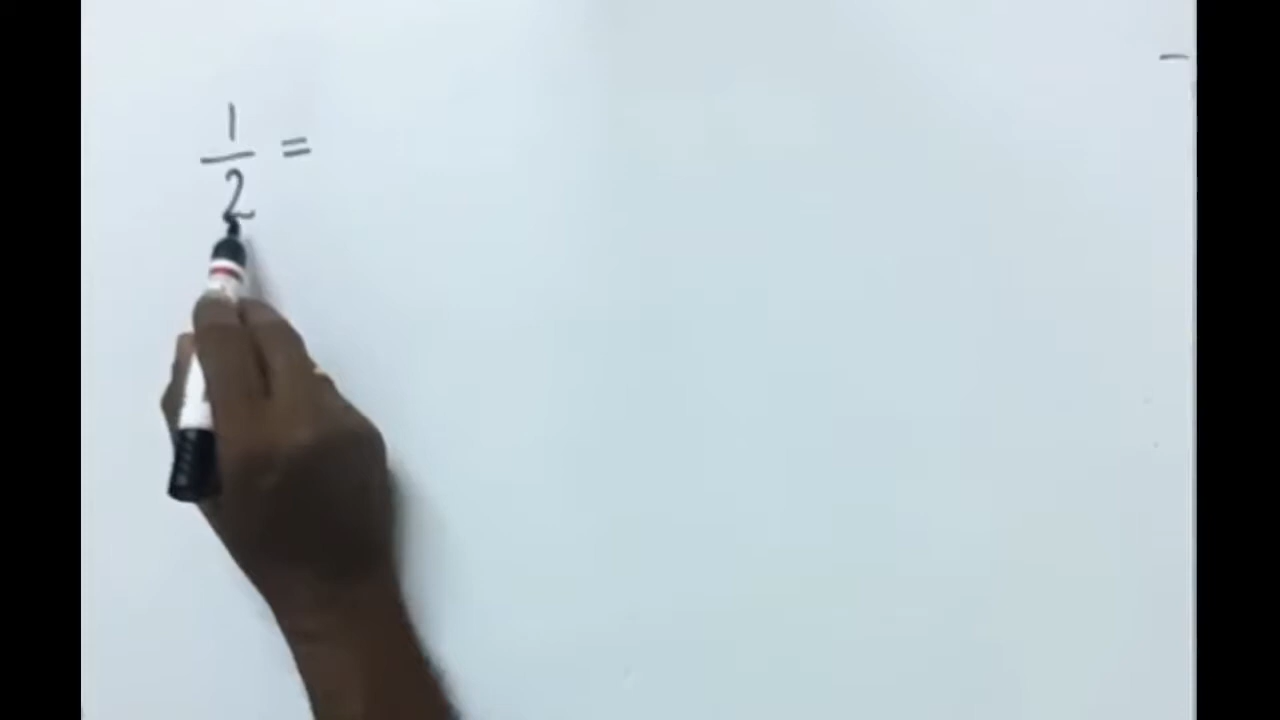 1/2 =